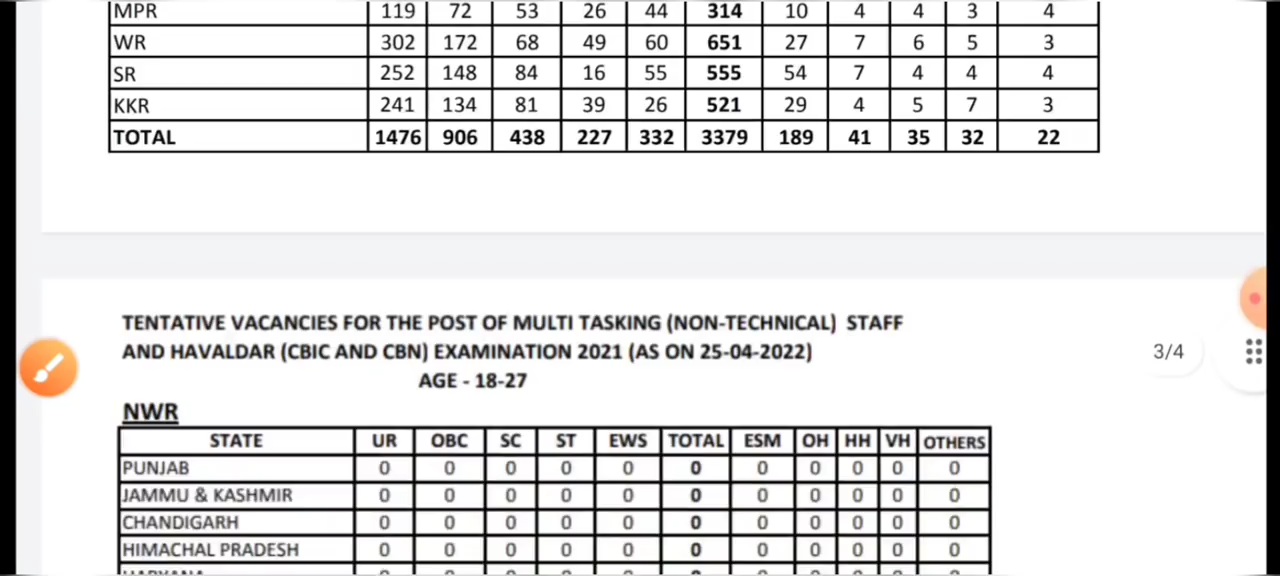 MPR 119 72 53 26 44 314 10 4 4 3 4
WR 302 172 68 49 60 651 27 7 6 5 3
SR 252 148 84 16 55 555 54 7 4 4 4
KKR 241 134 81 39 26 521 29 4 5 7 3
TOTAL 1476 906 438 227 332 3379 189 41 35 32 22
TENTATIVE VACANCIES FOR THE POST OF MULTI TASKING (NON-TECHNICAL) STAFF
AND HAVALDAR (CBIC AND CBN) EXAMINATION 2021 (AS ON 25-04-2022)
3/4
AGE - 18-27
NWR
STATE UR OBC SC ST EWS TOTAL ESM OH HH VH OTHERS
PUNJAB 0 0 0 0 0 0 0 0 0 0 0
JAMMU & KASHMIR 0 0 0 0 0 0 0 0 0 0 0
CHANDIGARH 0 0 0 0 0 0 0 0 0 0 0
HIMACHAL PRADESH 0 0 0 0 0 0 0 0 0 0 0